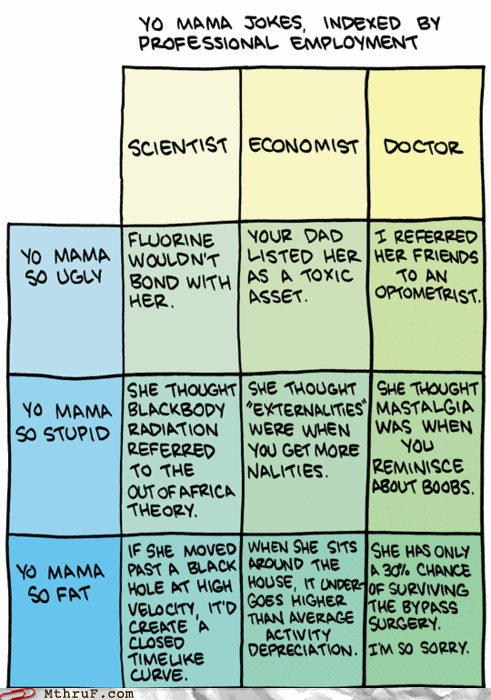 YO MAMA JOKES, INDEXED BY
PROFESSIONAL EMPLOYMENT
SCIENTIST
ECONOMIST
DOCTOR
YO MAMA
SO UGLY
FLUORINE
WOULDN'T
BOND WITH
HER.
YOUR DAD
LISTED HER
AS A TOXIC
ASSET.
I REFERRED
HER FRIENDS
TO AN
OPTOMETRIST.
YO MAMA
SO STUPID
SHE THOUGHT
BLACKBODY
RADIATION
REFERRED
TO THE
OUT OF AFRICA
THEORY.
SHE THOUGHT
"EXTERNALITIES"
WERE WHEN
YOU GET MORE
NALITIES.
SHE THOUGHT
MASTALGIA
WAS WHEN
YOU
REMINISCE
ABOUT BOOBS.
YO MAMA
SO FAT
IF SHE MOVED
PAST A BLACK
HOLE AT HIGH
VELOCITY, IT'D
CREATE A
CLOSED
TIMELIKE
CURVE.
WHEN SHE SITS
AROUND THE
HOUSE, IT UNDER-
GOES HIGHER
THAN AVERAGE
ACTIVITY
DEPRECIATION.
SHE HAS ONLY
A 30% CHANCE
OF SURVIVING
THE BYPASS
SURGERY.
I'M SO SORRY.
MThruF.com